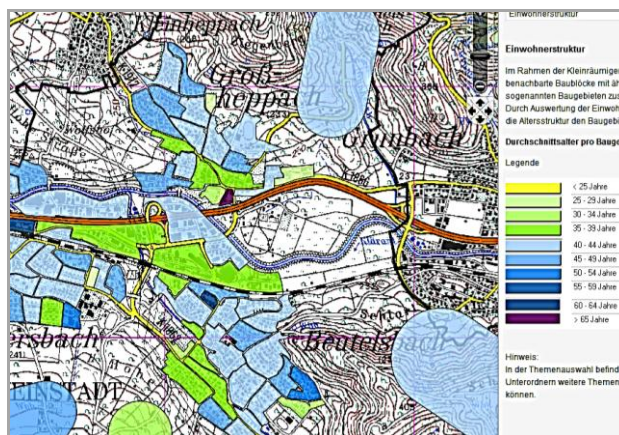 Kleinheppach
Groß-
heppach
Grunbach
Beutelsbach
ersbach
EINSTADT
Einwohnerstruktur
Einwohnerstruktur
Im Rahmen der Kleinräumige
benachbarte Baublöcke mit äh
sogenannten Baugebieten zus
Durch Auswertung der Einwoh
die Altersstruktur den Baugebi
Durchschnittsalter pro Bauge
Legende
< 25 Jahre
25 - 29 Jahre
30 - 34 Jahre
35 - 39 Jahre
40 - 44 Jahre
45 - 49 Jahre
50 - 54 Jahre
55 - 59 Jahre
60 - 64 Jahre
> 65 Jahre
Hinweis:
In der Themenauswahl befind
Unterordnern weitere Themen
können.